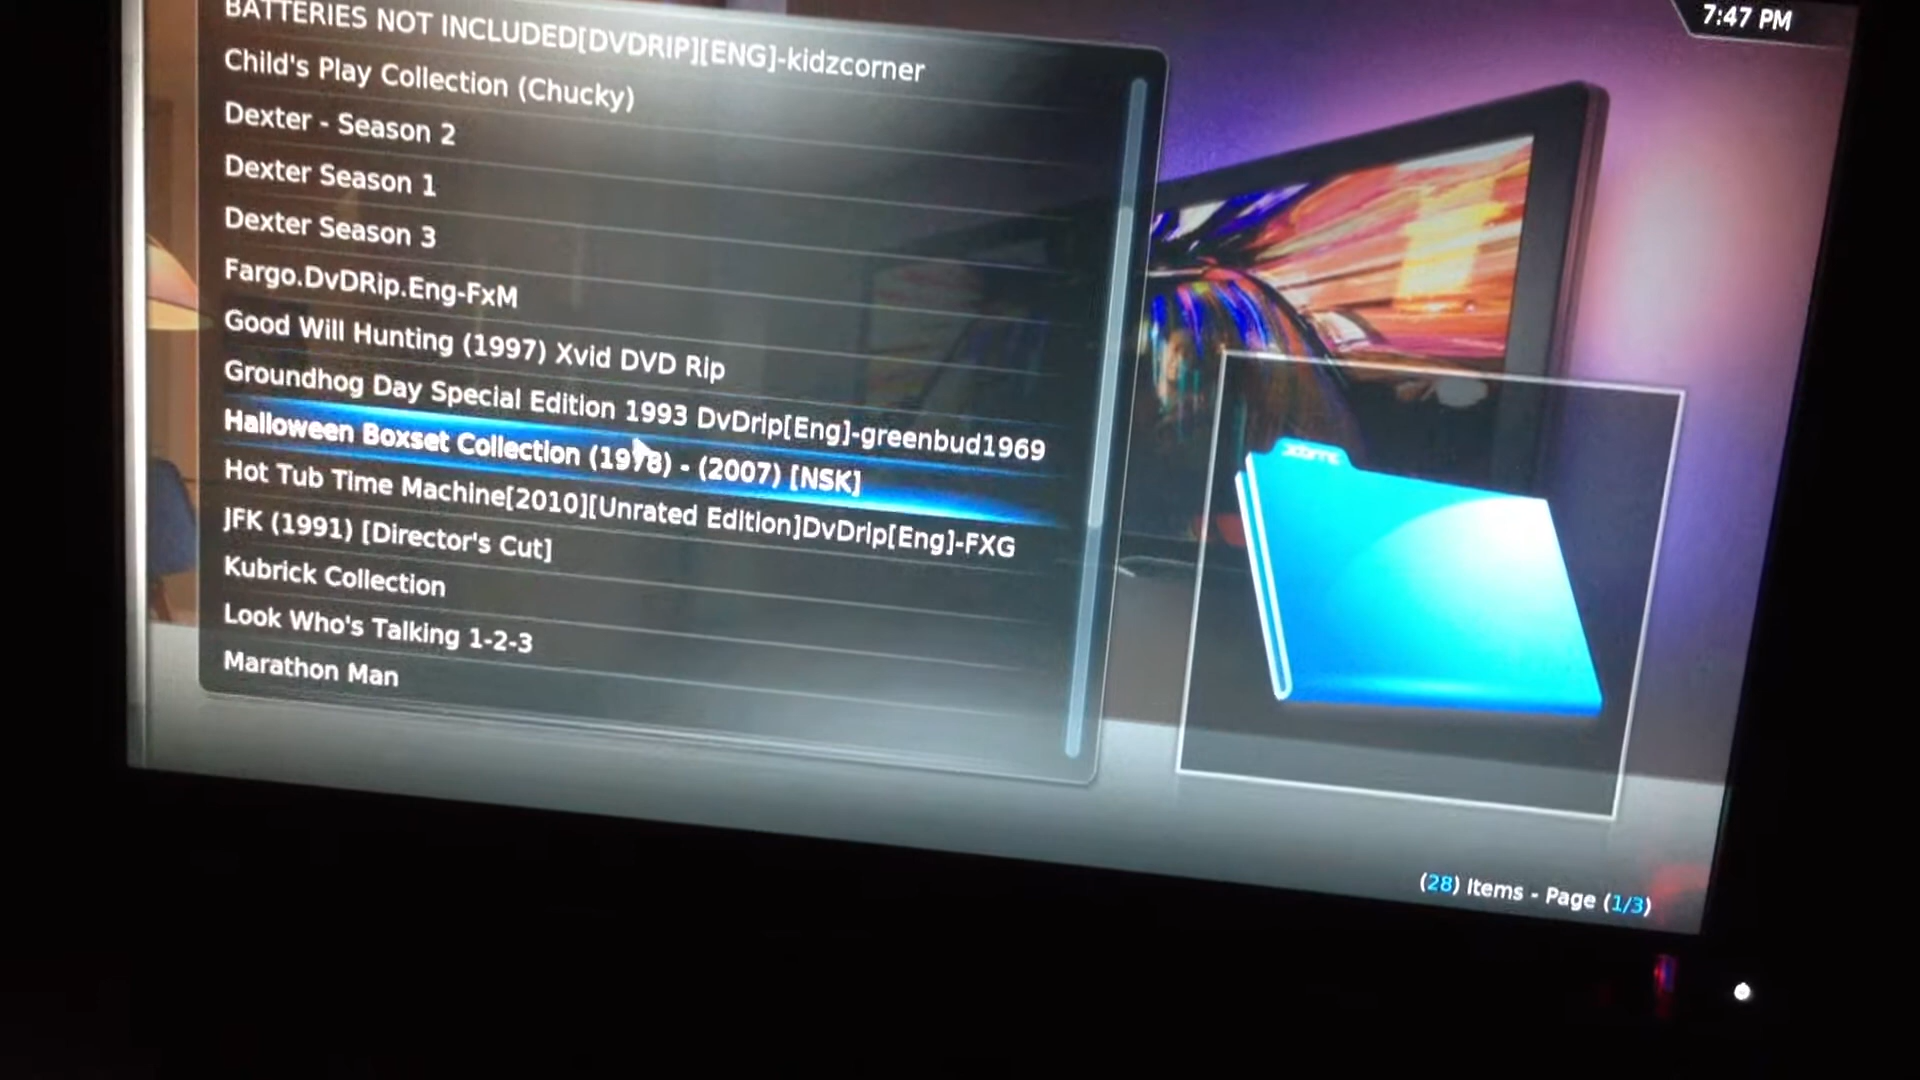 7:47 PM
BATTERIES NOT INCLUDED[DVDRIP][ENG]-kidzcorner
Child's Play Collection (Chucky)
Dexter - Season 2
Dexter Season 1
Dexter Season 3
Fargo.DvDRip.Eng-FxM
Good Will Hunting (1997) Xvid DVD Rip
Groundhog Day Special Edition 1993 DvDrip[Eng]-greenbud1969
Halloween Boxset Collection (1978) - (2007) [NSK]
Hot Tub Time Machine[2010][Unrated Edition]DvDrip[Eng]-FXG
JFK (1991) [Director's Cut]
Kubrick Collection
Look Who's Talking 1-2-3
Marathon Man
xbmc
(28) Items - Page (1/3)